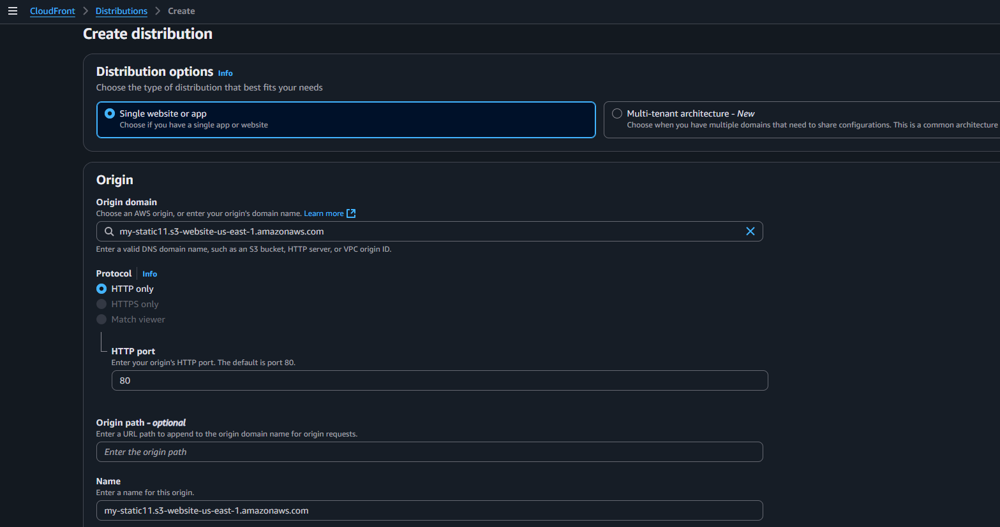 CloudFront > Distributions > Create
Create distribution
Distribution options Info
Choose the type of distribution that best fits your needs
Single website or app
Choose if you have a single app or website
Multi-tenant architecture - New
Choose when you have multiple domains that need to share configurations. This is a common architecture
Origin
Origin domain
Choose an AWS origin, or enter your origin's domain name. Learn more
my-static11.s3-website-us-east-1.amazonaws.com
Enter a valid DNS domain name, such as an S3 bucket, HTTP server, or VPC origin ID.
Protocol Info
HTTP only
HTTPS only
Match viewer
HTTP port
Enter your origin's HTTP port. The default is port 80.
80
Origin path - optional
Enter a URL path to append to the origin domain name for origin requests.
Enter the origin path
Name
Enter a name for this origin.
my-static11.s3-website-us-east-1.amazonaws.com